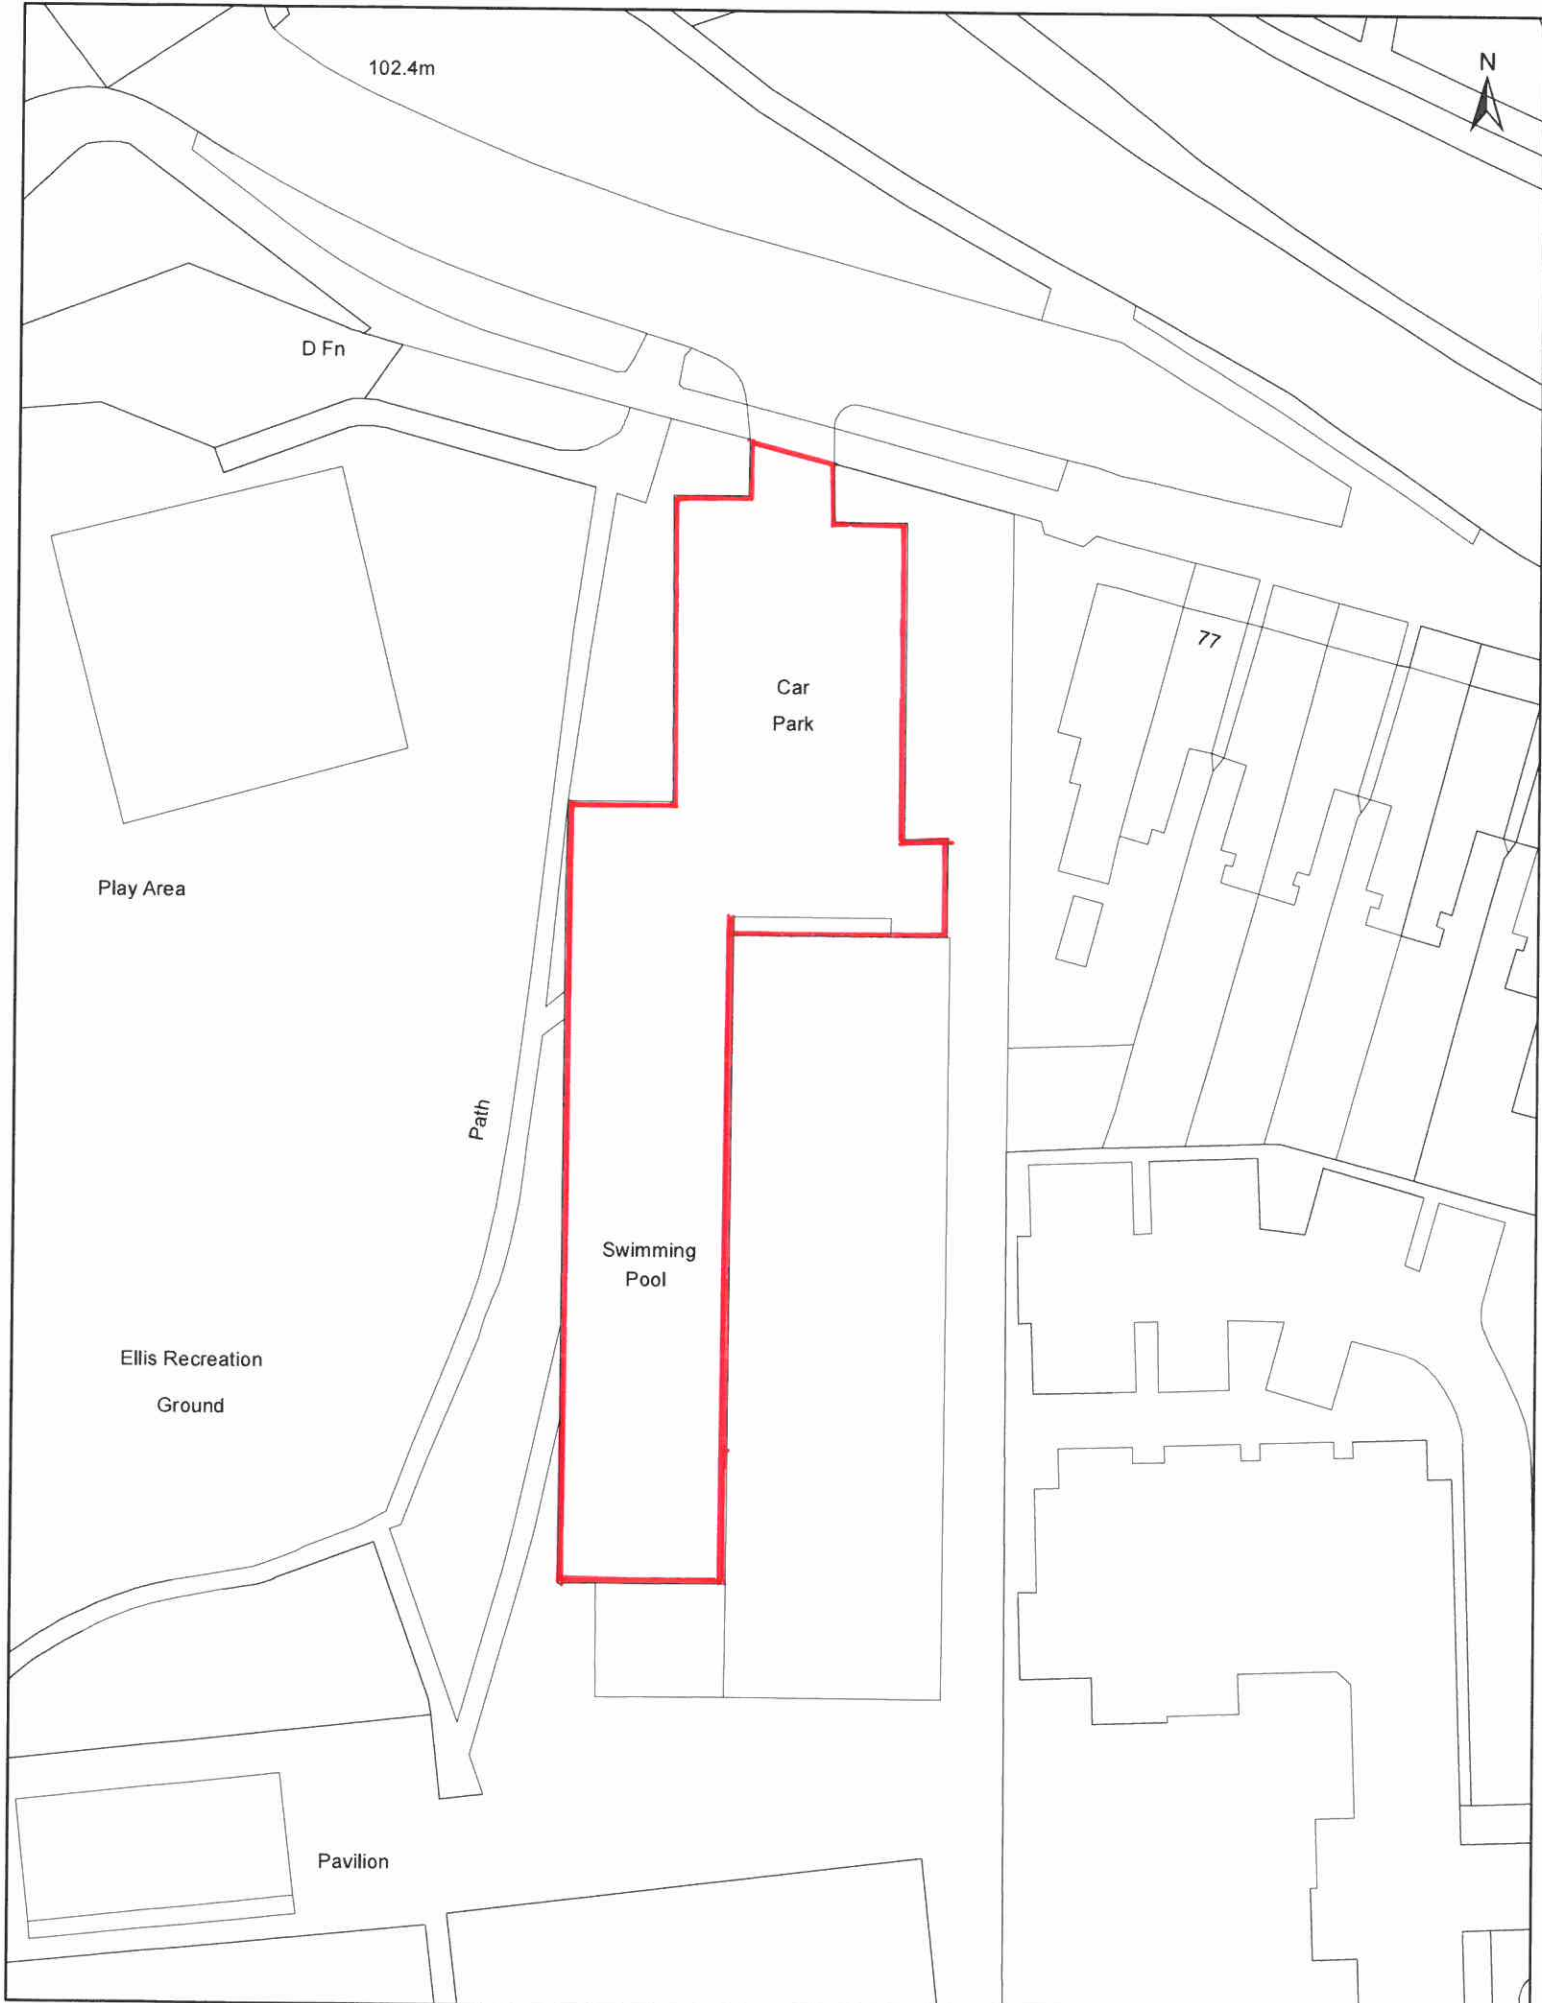 102.4m
N
D Fn
77
Car
Park
Play Area
Path
Swimming
Pool
Ellis Recreation
Ground
Pavilion